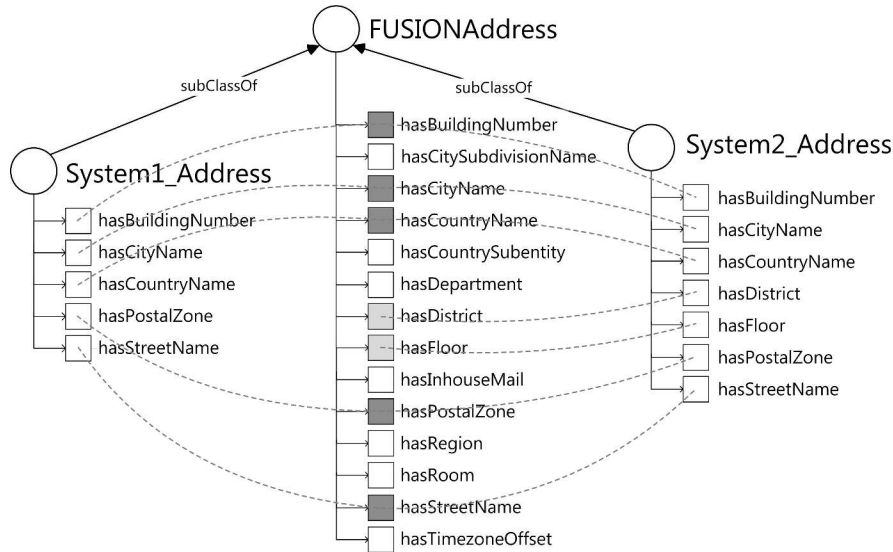 FUSIONAddress
subClassOf
subClassOf
System1_Address
hasBuildingNumber
hasCityName
hasCountryName
hasPostalZone
hasStreetName
hasBuildingNumber
hasCitySubdivisionName
hasCityName
hasCountryName
hasCountrySubentity
hasDepartment
hasDistrict
hasFloor
hasInhouseMail
hasPostalZone
hasRegion
hasRoom
hasStreetName
hasTimezoneOffset
System2_Address
hasBuildingNumber
hasCityName
hasCountryName
hasDistrict
hasFloor
hasPostalZone
hasStreetName